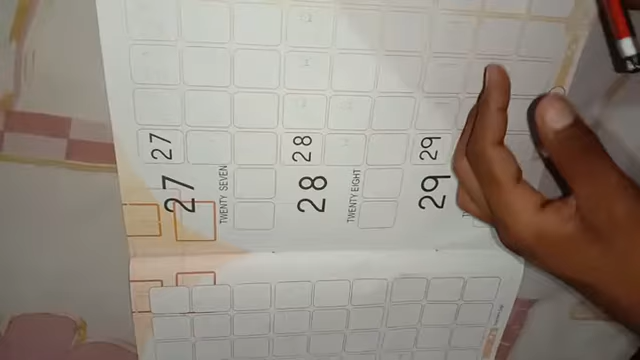 27 27
TWENTY SEVEN
28 28
TWENTY EIGHT
29 29